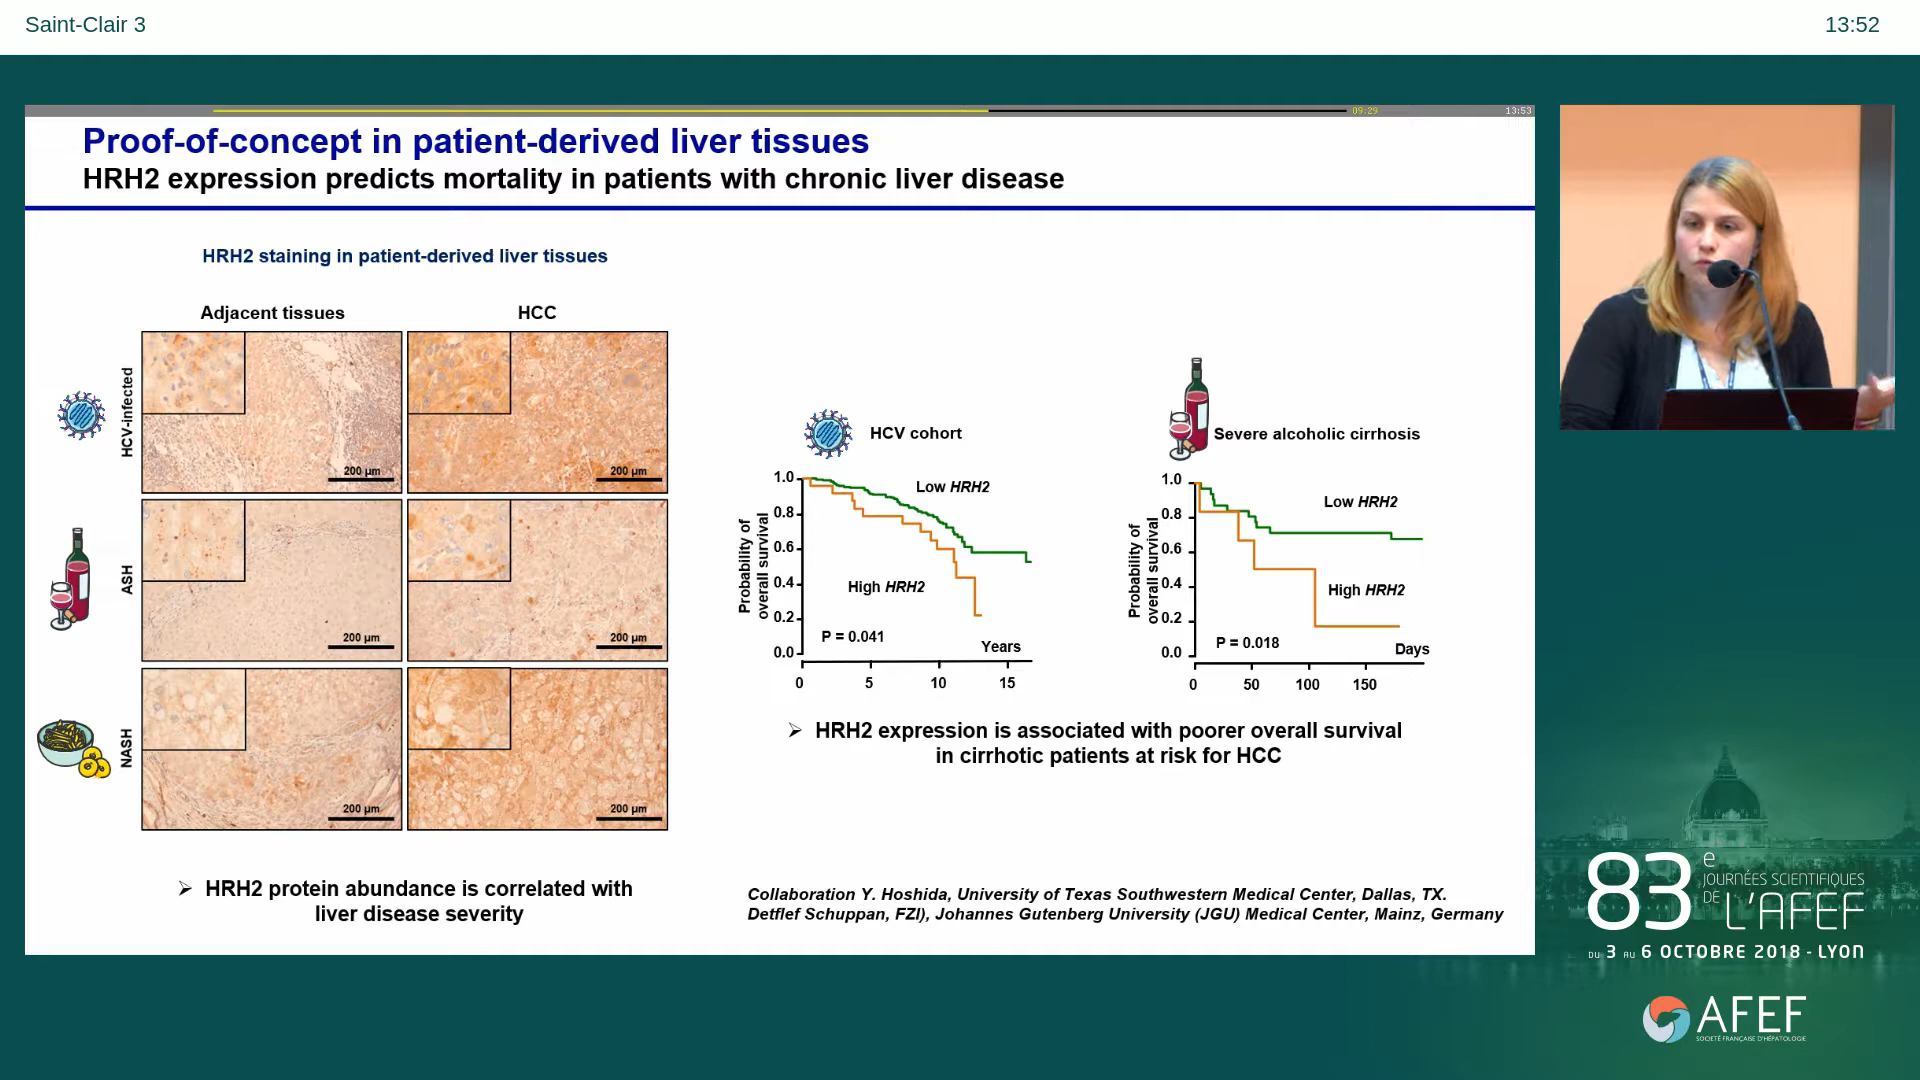 Saint-Clair 3
13:52
09:29
13:53
Proof-of-concept in patient-derived liver tissues
HRH2 expression predicts mortality in patients with chronic liver disease
HRH2 staining in patient-derived liver tissues
Adjacent tissues
HCC
HCV-infected
200 µm
200 µm
ASH
200 µm
200 µm
NASH
200 µm
200 µm
➢ HRH2 protein abundance is correlated with
liver disease severity
HCV cohort
Probability of
overall survival
1.0
0.8
0.6
0.4
0.2
0.0
Low HRH2
High HRH2
P = 0.041
Years
0 5 10 15
Severe alcoholic cirrhosis
Probability of
overall survival
1.0
0.8
0.6
0.4
0.2
0.0
Low HRH2
High HRH2
P = 0.018
Days
0 50 100 150
➢ HRH2 expression is associated with poorer overall survival
in cirrhotic patients at risk for HCC
Collaboration Y. Hoshida, University of Texas Southwestern Medical Center, Dallas, TX.
Detflef Schuppan, FZI), Johannes Gutenberg University (JGU) Medical Center, Mainz, Germany
83e
JOURNÉES SCIENTIFIQUES
DE L'AFEF
DU 3 AU 6 OCTOBRE 2018 - LYON
AFEF
SOCIÉTÉ FRANÇAISE D'HÉPATOLOGIE